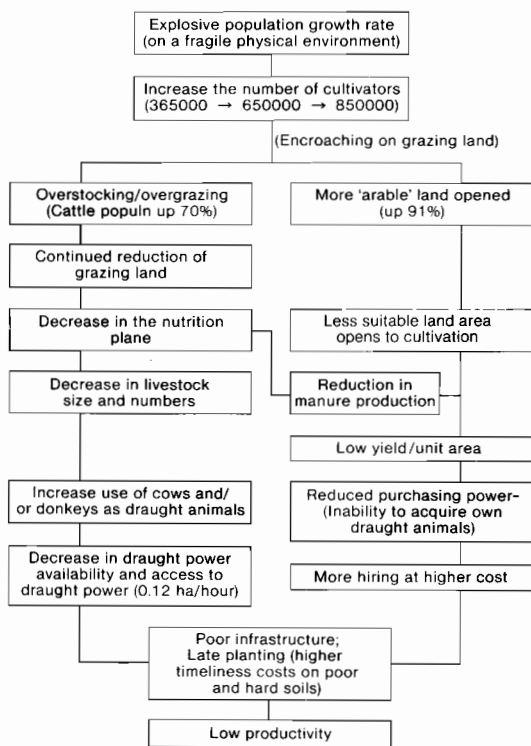 Explosive population growth rate
(on a fragile physical environment)
Increase the number of cultivators
(365000 → 650000 → 850000)
(Encroaching on grazing land)
Overstocking/overgrazing
(Cattle populn up 70%)
More 'arable' land opened
(up 91%)
Continued reduction of
grazing land
Decrease in the nutrition
plane
Less suitable land area
opens to cultivation
Decrease in livestock
size and numbers
Reduction in
manure production
Low yield/unit area
Increase use of cows and/
or donkeys as draught animals
Reduced purchasing power-
(Inability to acquire own
draught animals)
Decrease in draught power
availability and access to
draught power (0.12 ha/hour)
More hiring at higher cost
Poor infrastructure;
Late planting (higher
timeliness costs on poor
and hard soils)
Low productivity